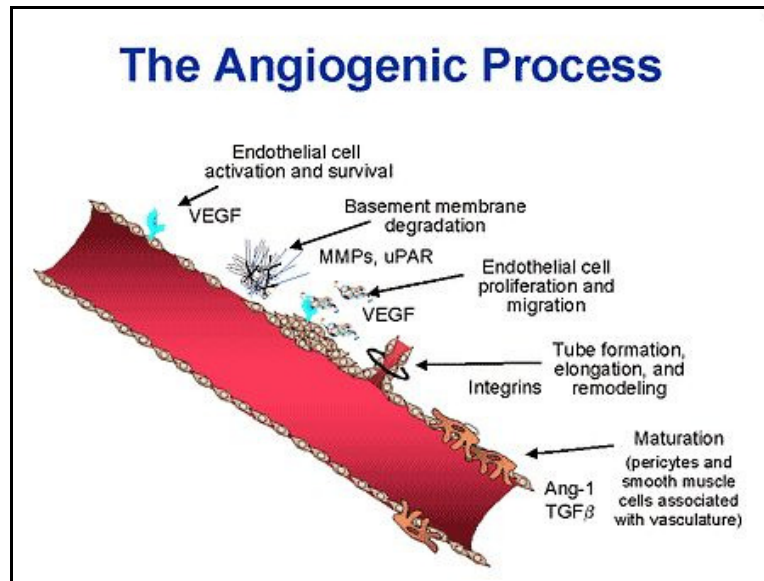 The Angiogenic Process
Endothelial cell
activation and survival
VEGF
Basement membrane
degradation
MMPs, uPAR
Endothelial cell
proliferation and
migration
VEGF
Tube formation,
elongation, and
remodeling
Integrins
Maturation
(pericytes and
smooth muscle
cells associated
with vasculature)
Ang-1
TGFβ